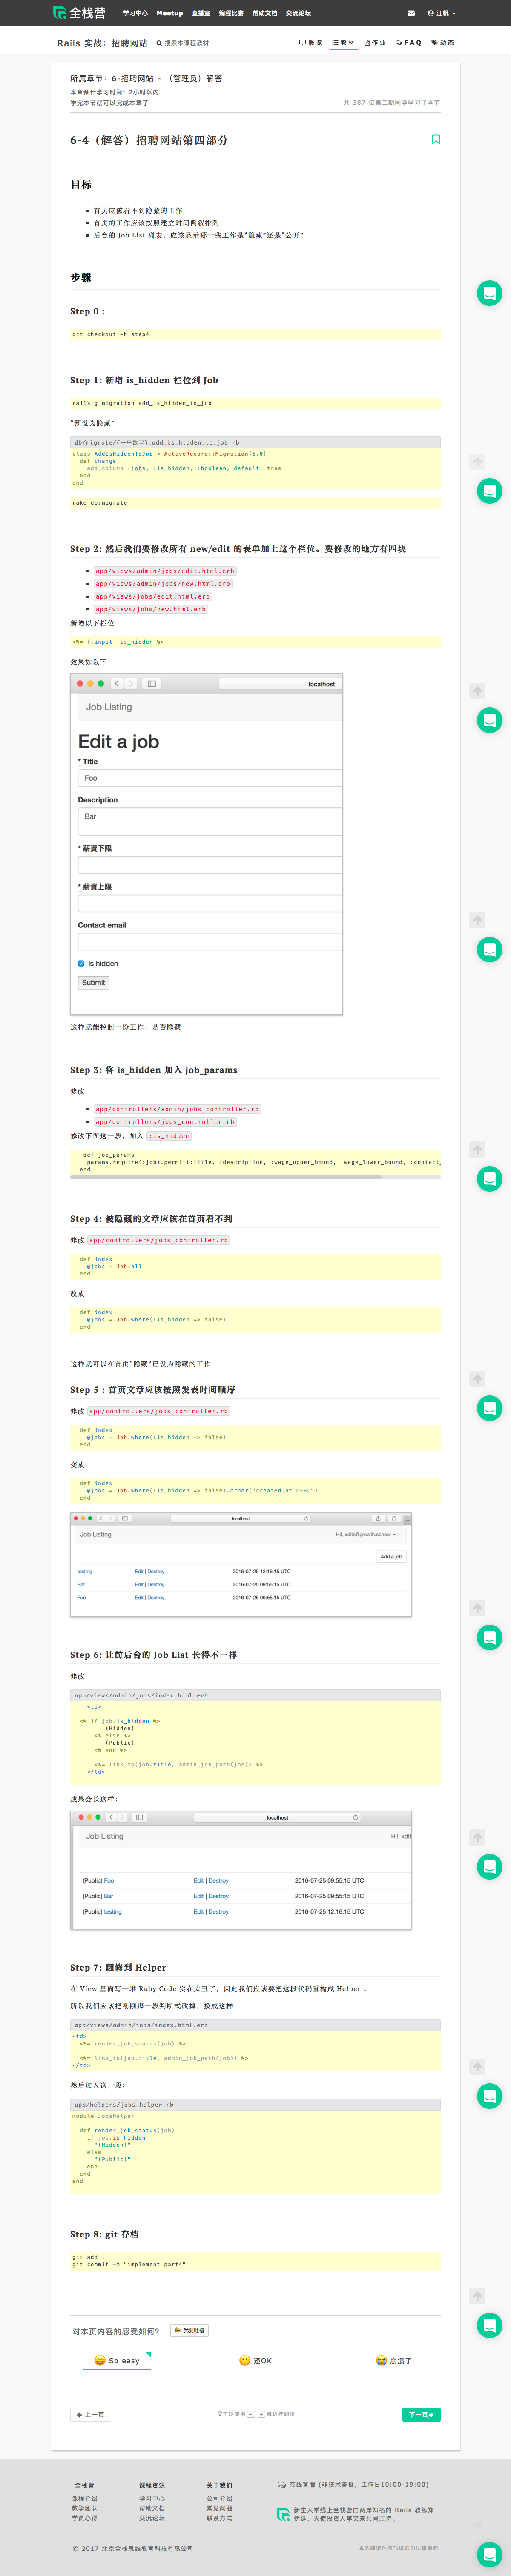 全栈营
学习中心 Meetup 直播室 编程比赛 帮助文档 交流论坛
江帆
Rails 实战：招聘网站
搜索本课程教材
概览 教材 作业 FAQ 动态
所属章节：6-招聘网站 - （管理员）解答
本章预计学习时间：2小时以内
学完本节就可以完成本章了
共 387 位第二期同学学习了本节
6-4（解答）招聘网站第四部分
目标
首页应该看不到隐藏的工作
首页的工作应该按照建立时间倒叙排列
后台的 Job List 列表，应该显示哪一些工作是“隐藏”还是“公开”
步骤
Step 0 :
git checkout -b step4
Step 1: 新增 is_hidden 栏位到 Job
rails g migration add_is_hidden_to_job
“预设为隐藏”
db/migrate/(一串数字)_add_is_hidden_to_job.rb
class AddIsHiddenToJob < ActiveRecord::Migration[5.0]
def change
add_column :jobs, :is_hidden, :boolean, default: true
end
end
rake db:migrate
Step 2: 然后我们要修改所有 new/edit 的表单加上这个栏位。要修改的地方有四块
app/views/admin/jobs/edit.html.erb
app/views/admin/jobs/new.html.erb
app/views/jobs/edit.html.erb
app/views/jobs/new.html.erb
新增以下栏位
<%= f.input :is_hidden %>
效果如以下：
localhost
Job Listing
Edit a job
* Title
Foo
Description
Bar
* 薪資下限
* 薪資上限
Contact email
Is hidden
Submit
这样就能控制一份工作，是否隐藏
Step 3: 将 is_hidden 加入 job_params
修改
app/controllers/admin/jobs_controller.rb
app/controllers/jobs_controller.rb
修改下面这一段，加入 :is_hidden
def job_params
params.require(:job).permit(:title, :description, :wage_upper_bound, :wage_lower_bound, :contact_
end
Step 4: 被隐藏的文章应该在首页看不到
修改 app/controllers/jobs_controller.rb
def index
@jobs = Job.all
end
改成
def index
@jobs = Job.where(:is_hidden => false)
end
这样就可以在首页“隐藏”已设为隐藏的工作
Step 5 : 首页文章应该按照发表时间顺序
修改 app/controllers/jobs_controller.rb
def index
@jobs = Job.where(:is_hidden => false)
end
变成
def index
@jobs = Job.where(:is_hidden => false).order("created_at DESC")
end
localhost
Job Listing
Hi!, xdite@growth.school
Add a job
testing Edit | Destroy 2016-07-25 12:16:15 UTC
Bar Edit | Destroy 2016-07-25 09:55:15 UTC
Foo Edit | Destroy 2016-07-25 09:55:15 UTC
Step 6: 让前后台的 Job List 长得不一样
修改
app/views/admin/jobs/index.html.erb
<td>
<% if job.is_hidden %>
(Hidden)
<% else %>
(Public)
<% end %>
<%= link_to(job.title, admin_job_path(job)) %>
</td>
成果会长这样：
localhost
Job Listing
Hi!, xdit
(Public) Foo Edit | Destroy 2016-07-25 09:55:15 UTC
(Public) Bar Edit | Destroy 2016-07-25 09:55:15 UTC
(Public) testing Edit | Destroy 2016-07-25 12:16:15 UTC
Step 7: 翻修到 Helper
在 View 里面写一堆 Ruby Code 实在太丑了，因此我们应该要把这段代码重构成 Helper 。
所以我们应该把刚刚那一段判断式砍掉，换成这样
app/views/admin/jobs/index.html.erb
<td>
<%= render_job_status(job) %>
<%= link_to(job.title, admin_job_path(job)) %>
</td>
然后加入这一段：
app/helpers/jobs_helper.rb
module JobsHelper
def render_job_status(job)
if job.is_hidden
"(Hidden)"
else
"(Public)"
end
end
end
Step 8: git 存档
git add .
git commit -m "implement part4"
对本页内容的感受如何？
我要吐槽
So easy
还OK
崩溃了
上一页
可以使用 ← → 键进行翻页
下一页
全栈营 课程资源 关于我们
课程介绍 学习中心 公司介绍
教学团队 帮助文档 常见问题
学员心得 交流论坛 联系方式
在线客服 (非技术答疑，工作日10:00-19:00)
新生大学线上全栈营由两岸知名的 Rails 教练郑
伊廷、天使投资人李笑来共同主持。
© 2017 北京全栈思维教育科技有限公司